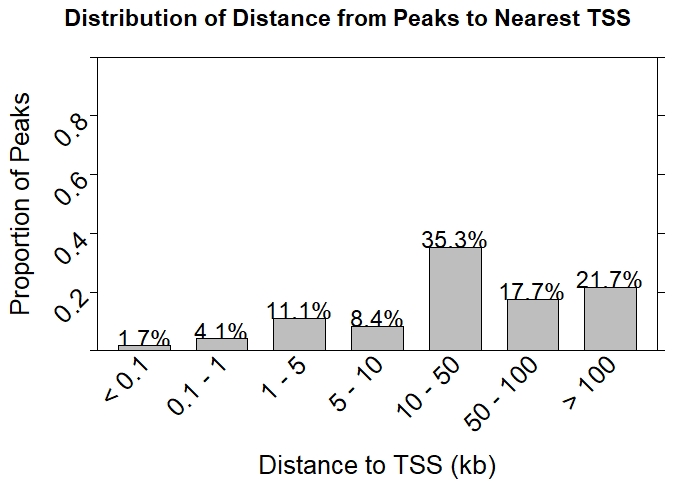 Distribution of Distance from Peaks to Nearest TSS
Proportion of Peaks
0.8
0.6
0.4
0.2
1.7%
4.1%
11.1%
8.4%
35.3%
17.7%
21.7%
< 0.1
0.1 - 1
1 - 5
5 - 10
10 - 50
50 - 100
> 100
Distance to TSS (kb)